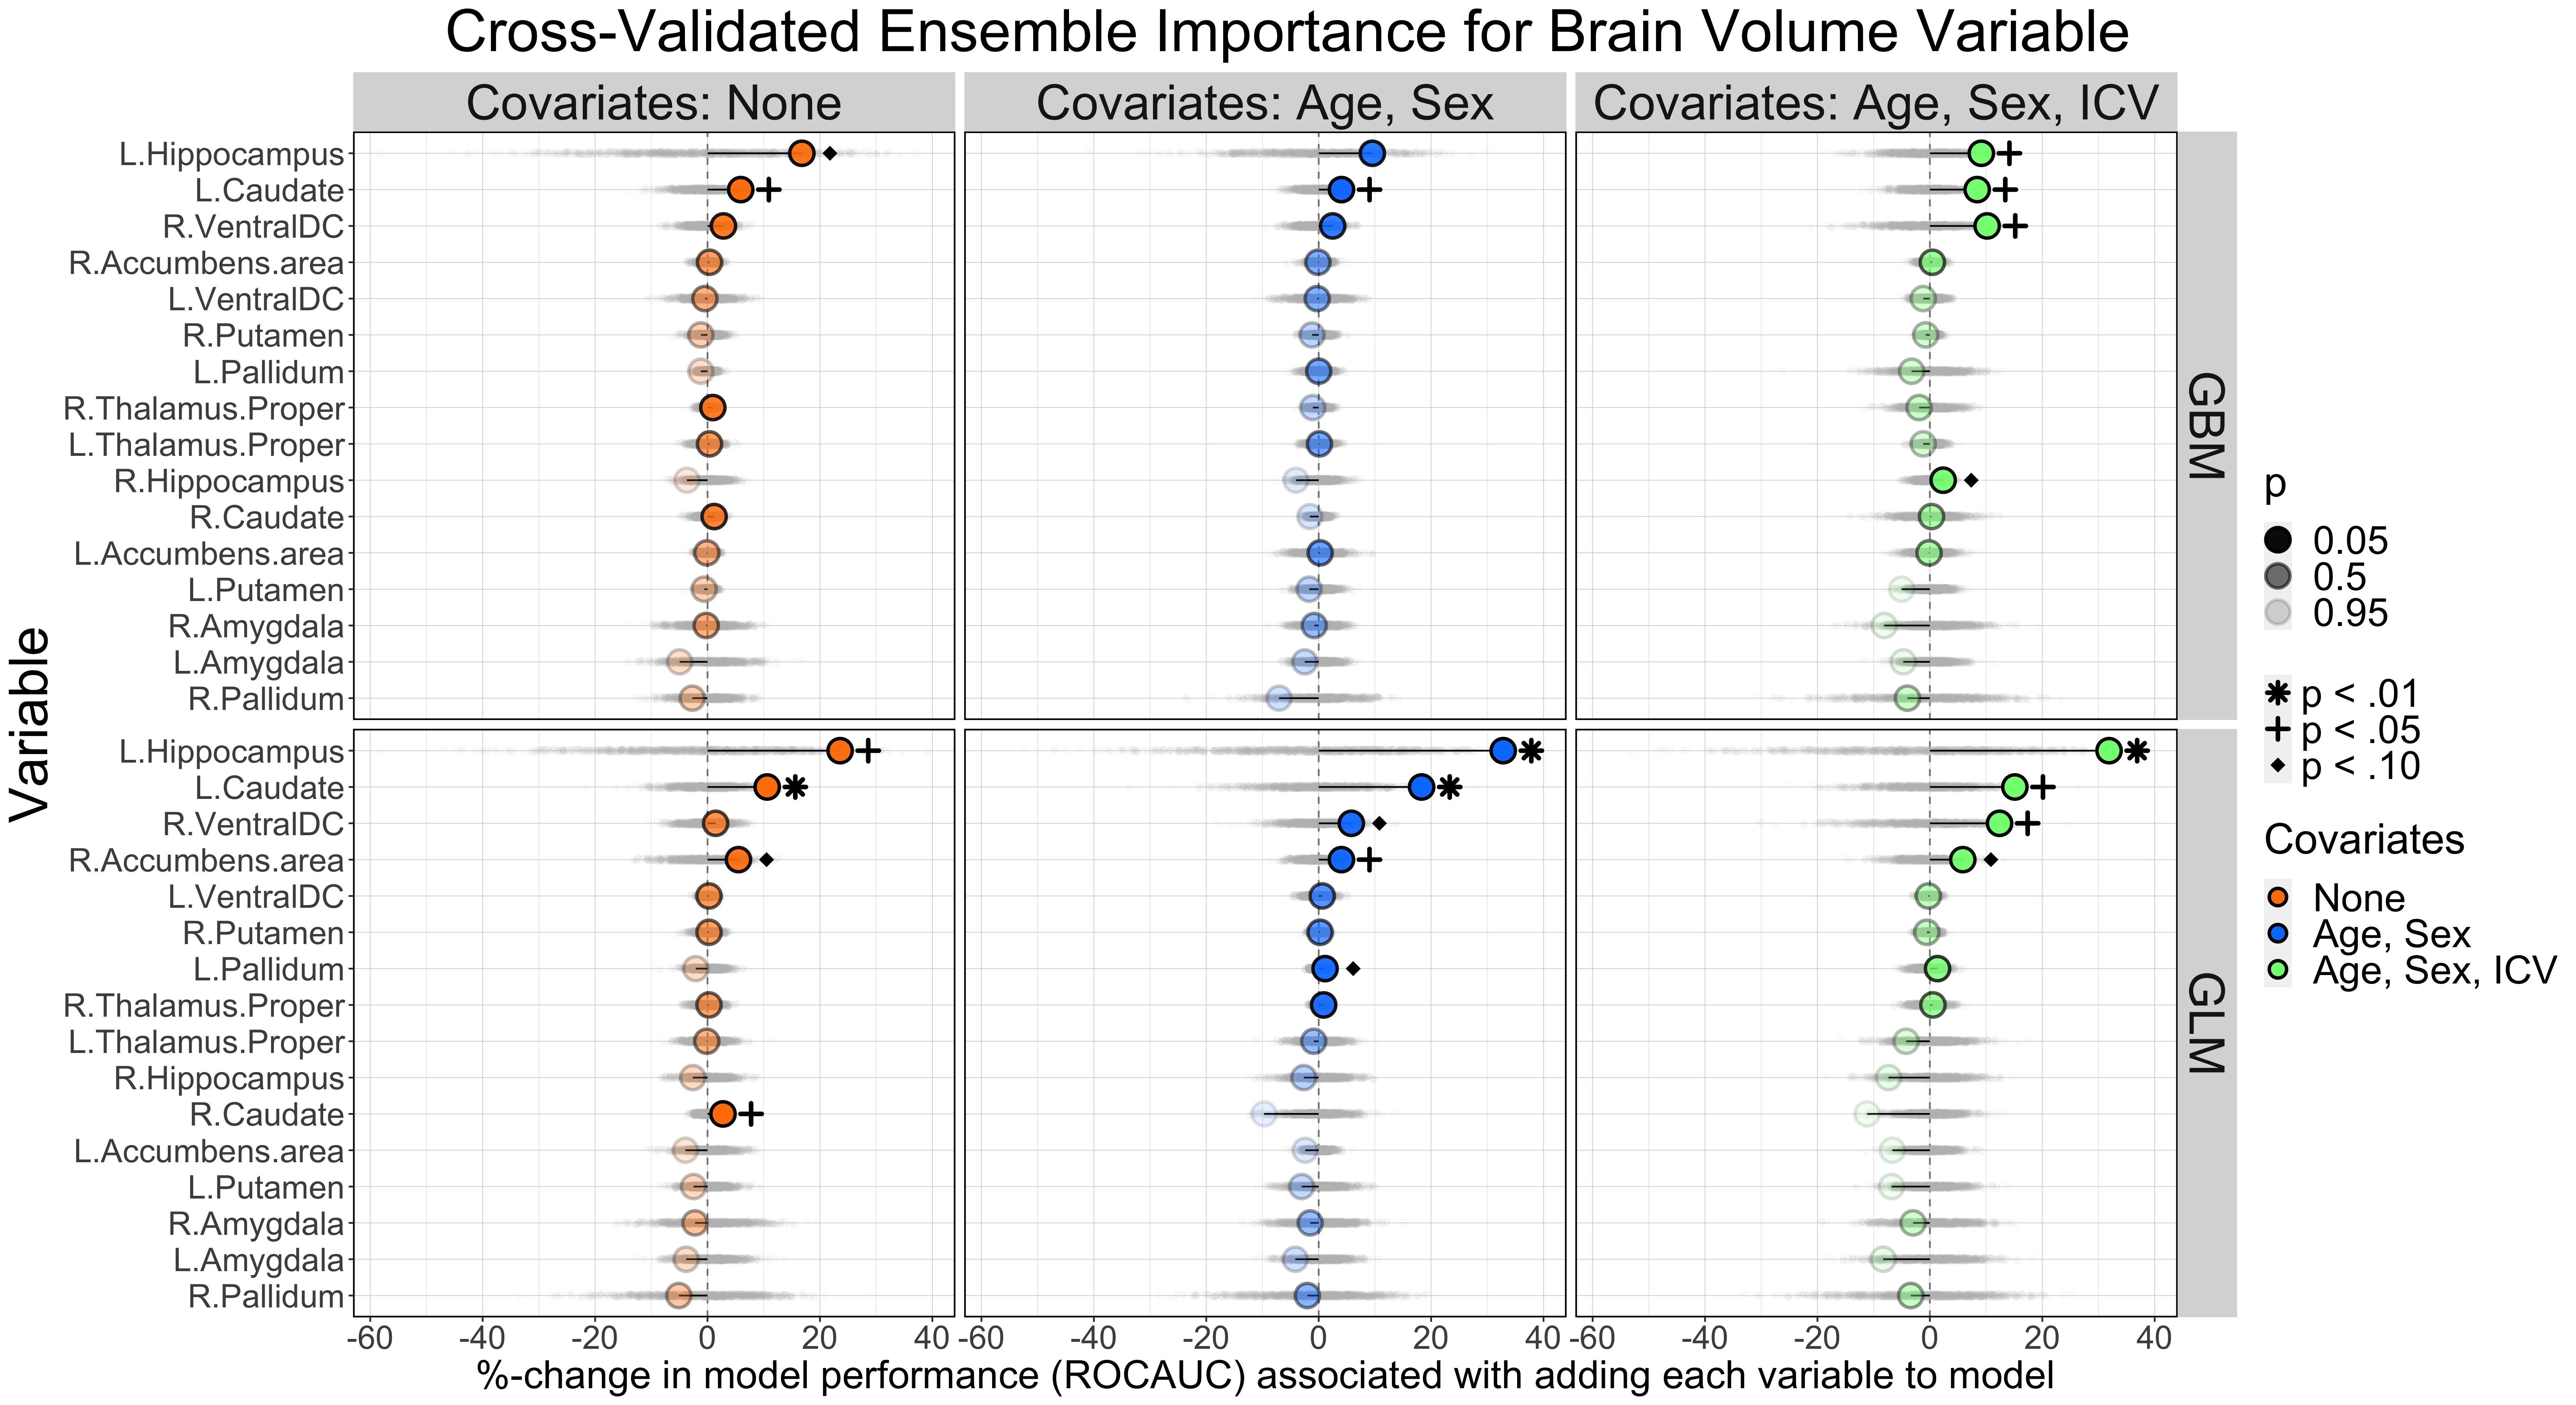 Cross-Validated Ensemble Importance for Brain Volume Variable
Covariates: None
Covariates: Age, Sex
Covariates: Age, Sex, ICV
Variable
L.Hippocampus
L.Caudate
R.VentralDC
R.Accumbens.area
L.VentralDC
R.Putamen
L.Pallidum
R.Thalamus.Proper
L.Thalamus.Proper
R.Hippocampus
R.Caudate
L.Accumbens.area
L.Putamen
R.Amygdala
L.Amygdala
R.Pallidum
GBM
L.Hippocampus
L.Caudate
R.VentralDC
R.Accumbens.area
L.VentralDC
R.Putamen
L.Pallidum
R.Thalamus.Proper
L.Thalamus.Proper
R.Hippocampus
R.Caudate
L.Accumbens.area
L.Putamen
R.Amygdala
L.Amygdala
R.Pallidum
GLM
-60 -40 -20 0 20 40
-60 -40 -20 0 20 40
-60 -40 -20 0 20 40
%-change in model performance (ROCAUC) associated with adding each variable to model
p
0.05
0.5
0.95
p < .01
p < .05
p < .10
Covariates
None
Age, Sex
Age, Sex, ICV